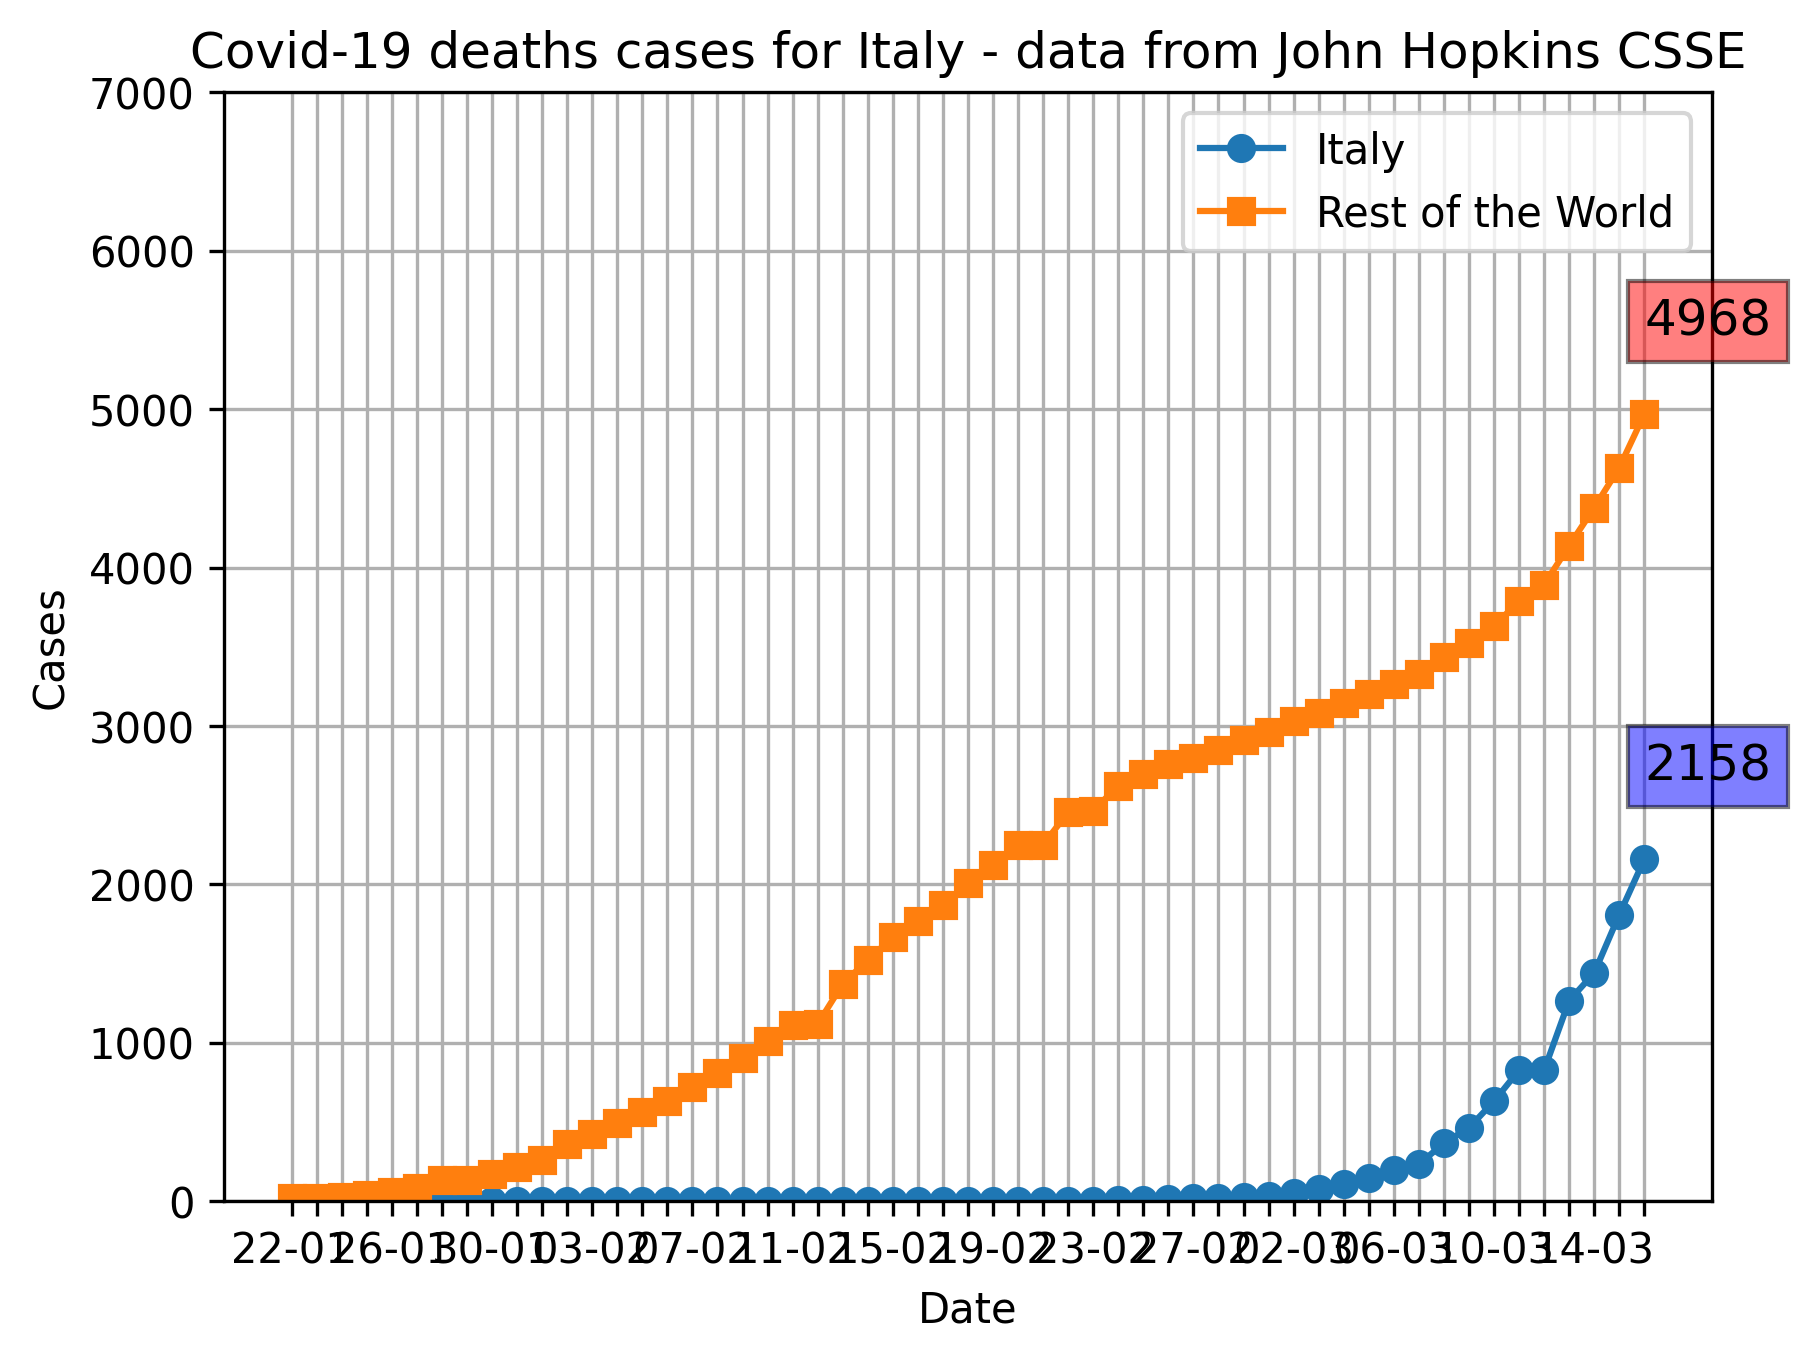 Covid-19 deaths cases for Italy - data from John Hopkins CSSE
7000
6000
5000
4000
3000
2000
1000
0
Cases
Italy
Rest of the World
4968
2158
22-01 26-01 30-01 03-02 07-02 11-02 15-02 19-02 23-02 27-02 02-03 06-03 10-03 14-03
Date